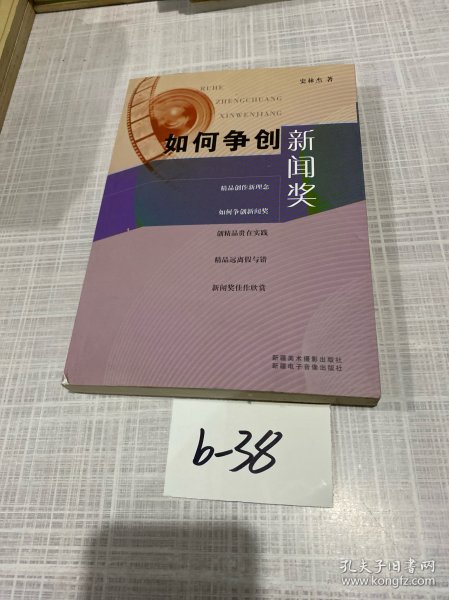 史林杰 著
RUHE
ZHENGCHUANG
XINWENJIANG
如何争创
新闻奖
精品创作新理念
如何争创新闻奖
创精品贵在实践
精品远离假与错
新闻奖佳作欣赏
新疆美术摄影出版社
新疆电子音像出版社
b-38
孔夫子旧书网
www.kongfz.com